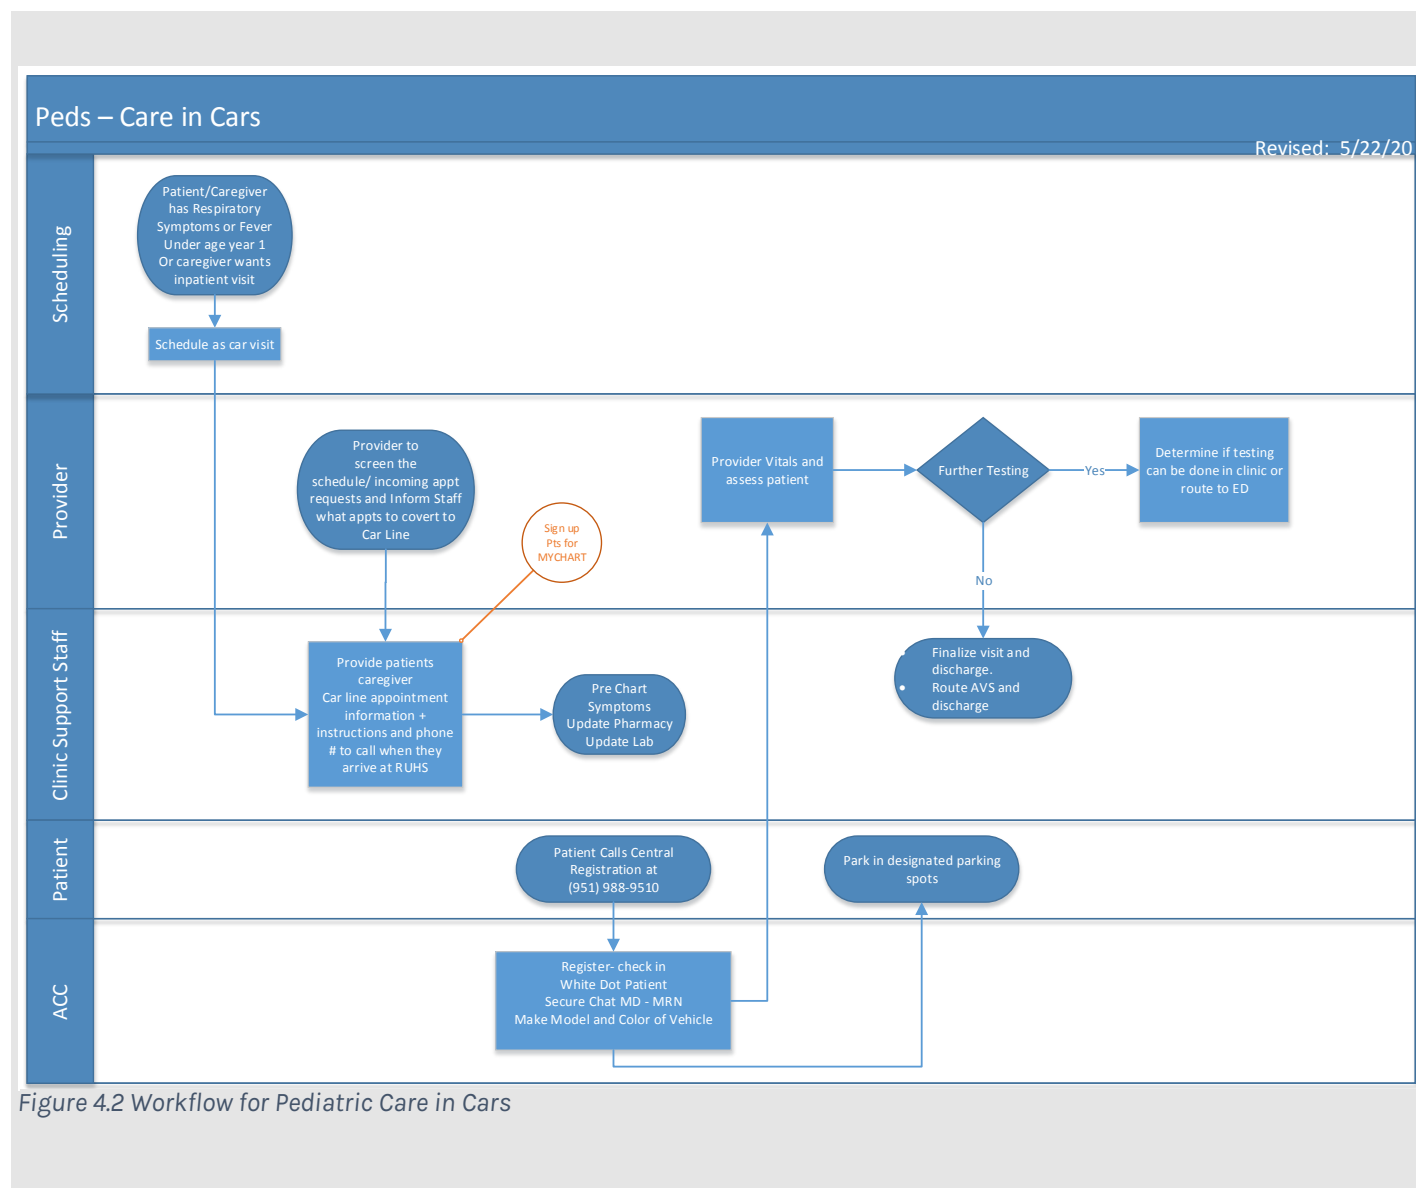 Peds – Care in Cars
Revised: 5/22/20
Scheduling
Patient/Caregiver
has Respiratory
Symptoms or Fever
Under age year 1
Or caregiver wants
inpatient visit
Schedule as car visit
Provider
Provider to
screen the
schedule/ incoming appt
requests and Inform Staff
what appts to covert to
Car Line
Sign up
Pts for
MYCHART
Provider Vitals and
assess patient
Further Testing
Yes
Determine if testing
can be done in clinic or
route to ED
No
Clinic Support Staff
Provide patients
caregiver
Car line appointment
information +
instructions and phone
# to call when they
arrive at RUHS
Pre Chart
Symptoms
Update Pharmacy
Update Lab
• Finalize visit and
discharge.
• Route AVS and
discharge
Patient
Patient Calls Central
Registration at
(951) 988-9510
Park in designated parking
spots
ACC
Register- check in
White Dot Patient
Secure Chat MD - MRN
Make Model and Color of Vehicle
Figure 4.2 Workflow for Pediatric Care in Cars